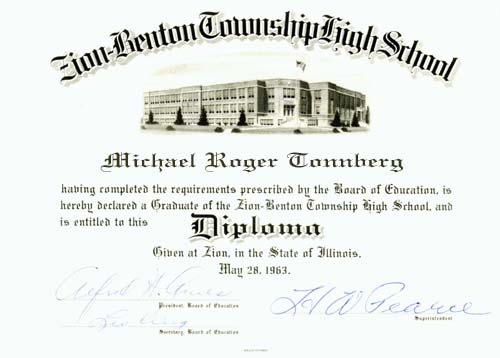 Zion-Benton Township High School
Michael Roger Tonnberg
having completed the requirements prescribed by the Board of Education, is
hereby declared a Graduate of the Zion-Benton Township High School, and
is entitled to this Diploma
Given at Zion, in the State of Illinois.
May 28, 1963.
Alfred H. H W Pearce
President, Board of Education
Superintendent
Secretary, Board of Education